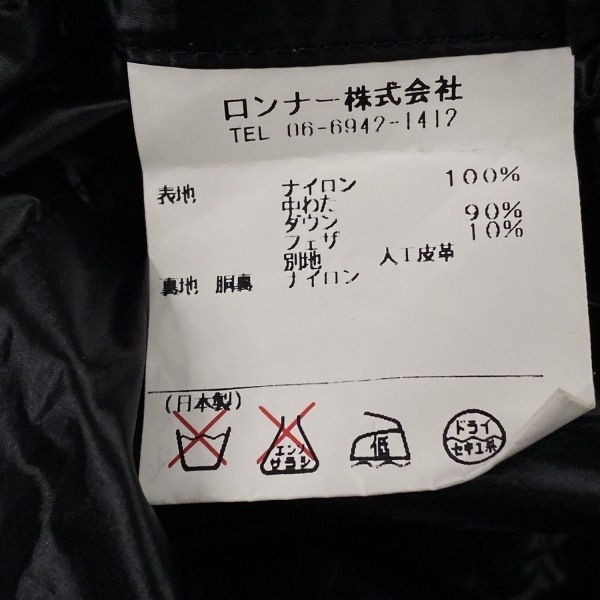 ロンナー株式会社
TEL 06-6942-1412
表地 ナイロン 100%
中わた
ダウン 90%
フェザ 10%
別地 人工皮革
裏地 胴裏 ナイロン
(日本製)
エンソ サラシ 低 ドライ セキユ系